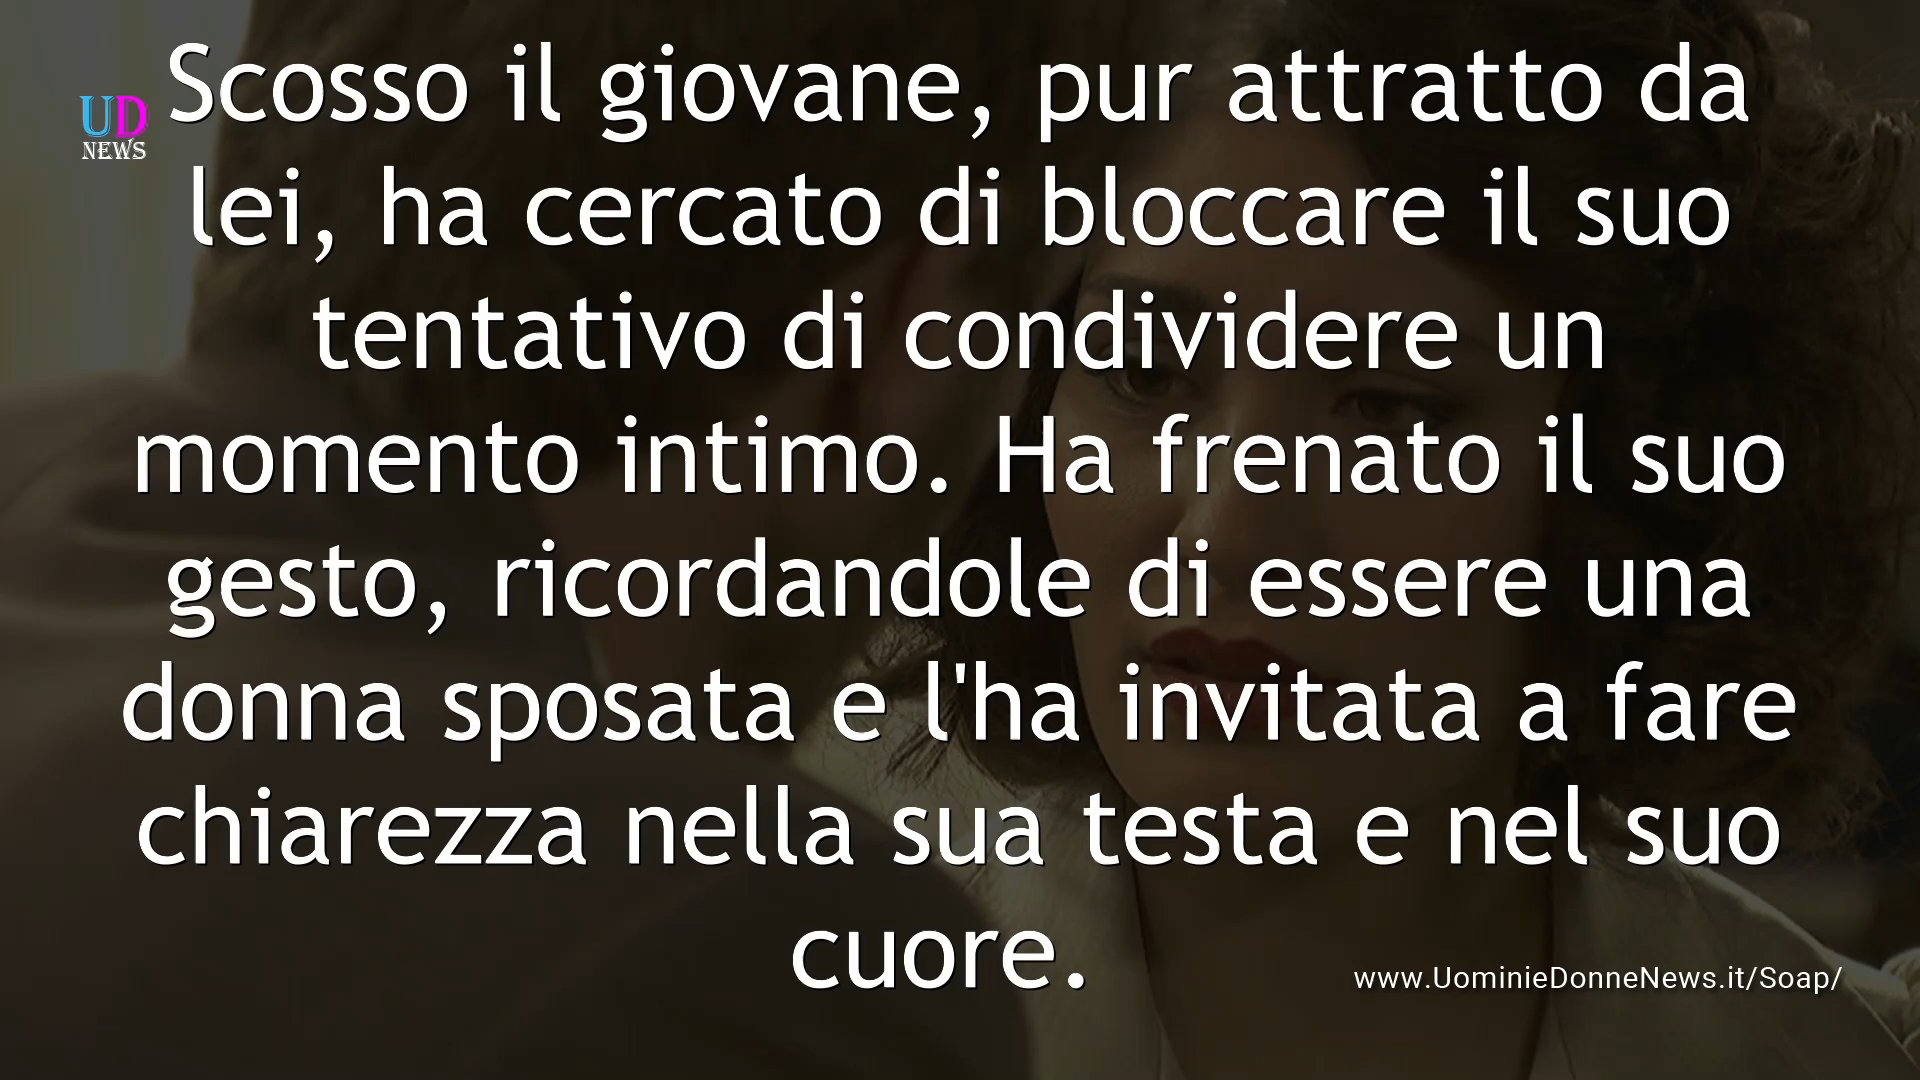 Scosso il giovane, pur attratto da
UD
NEWS
lei, ha cercato di bloccare il suo
tentativo di condividere un
momento intimo. Ha frenato il suo
gesto, ricordandole di essere una
donna sposata e l'ha invitata a fare
chiarezza nella sua testa e nel suo
cuore.
www.UominieDonneNews.it/Soap/